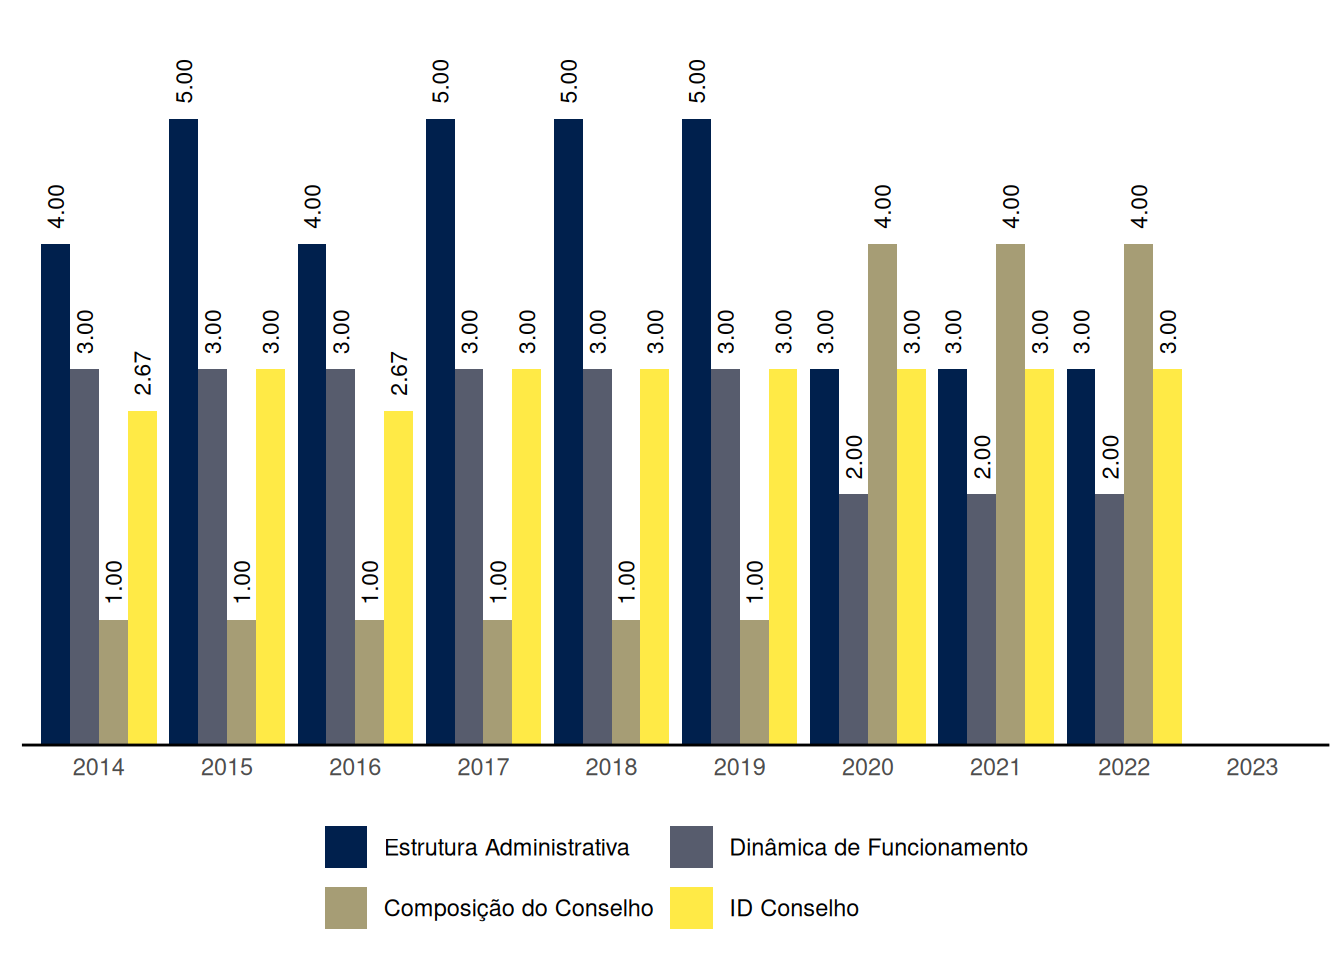 5.00 5.00 5.00 5.00
4.00 4.00 4.00 4.00 4.00
3.00 3.00 3.00 3.00 3.00 3.00 3.00 3.00 3.00 3.00 3.00 3.00 3.00 3.00 3.00 3.00
2.67 2.67
2.00 2.00 2.00
1.00 1.00 1.00 1.00 1.00 1.00
2014 2015 2016 2017 2018 2019 2020 2021 2022 2023
Estrutura Administrativa Dinâmica de Funcionamento
Composição do Conselho ID Conselho